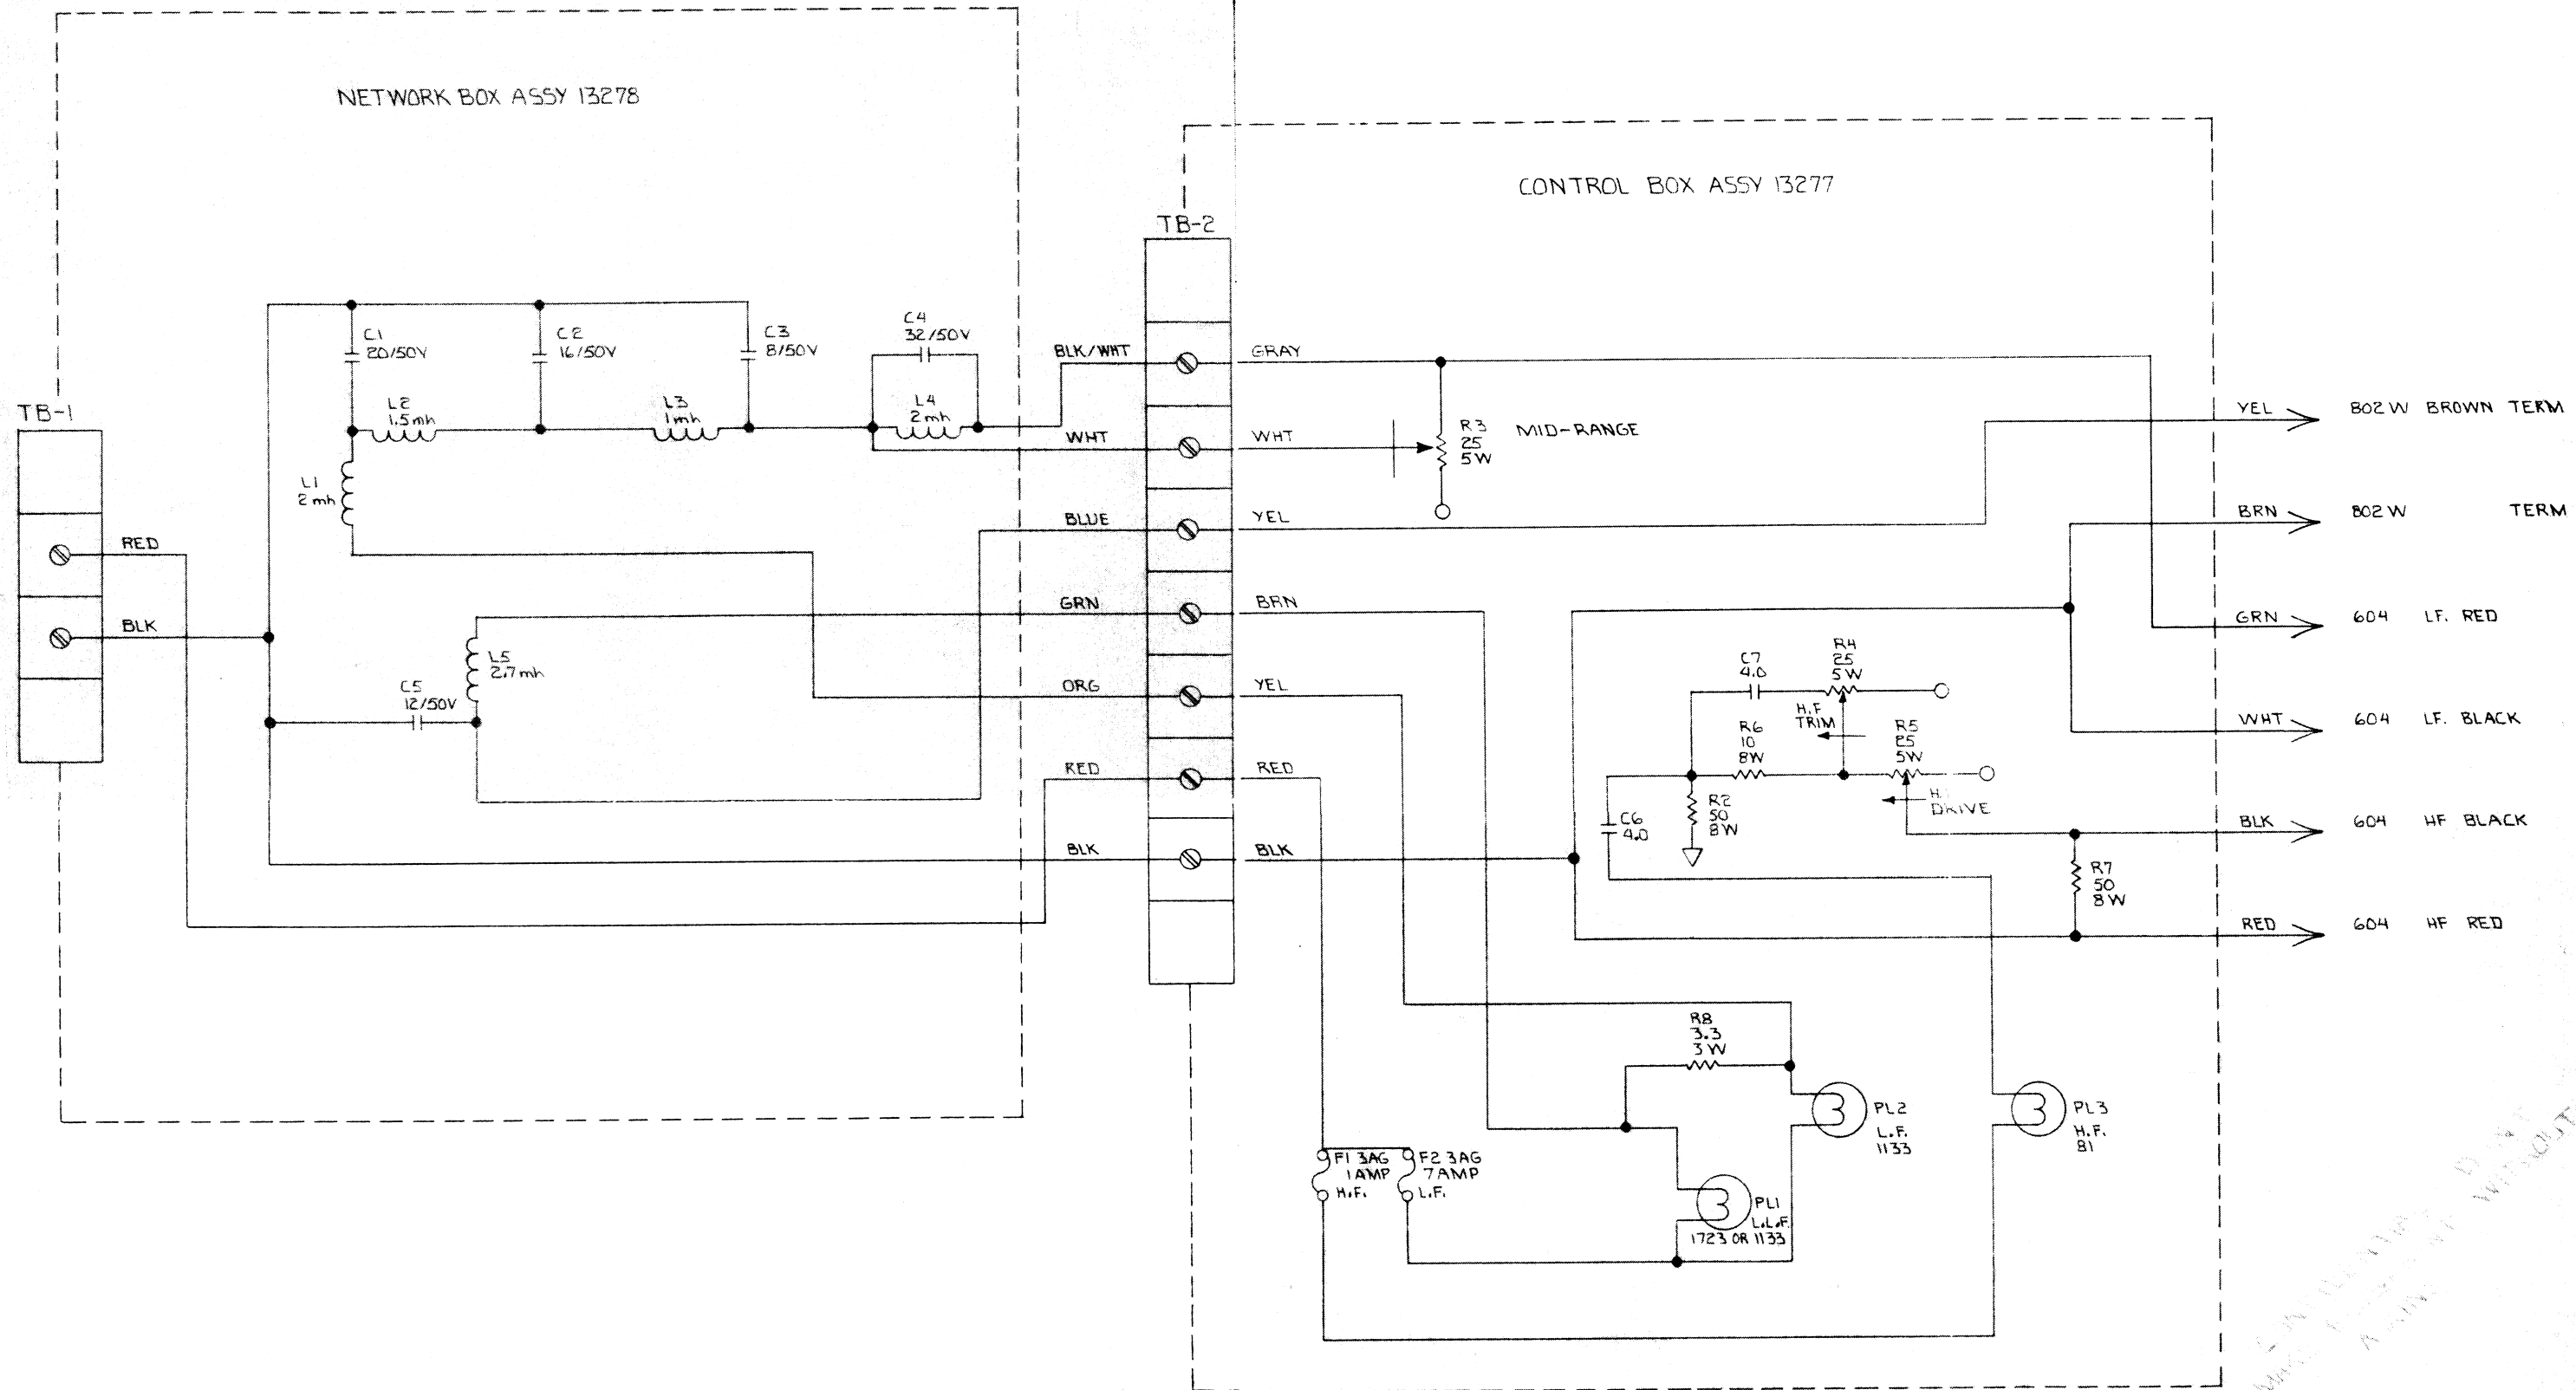 NETWORK BOX ASSY 13278
CONTROL BOX ASSY 13277
TB-1
RED
BLK
C1
20/50V
C2
16/50V
C3
8/50V
C4
32/50V
L2
1.5mh
L3
1mh
L4
2mh
L1
2mh
L5
2.7mh
C5
12/50V
BLK/WHT
WHT
BLUE
GRN
ORG
RED
BLK
TB-2
GRAY
WHT
YEL
BRN
YEL
RED
BLK
R3
25
5W
MID-RANGE
C7
4.0
R4
25
5W
H.F
TRIM
R6
10
8W
R5
25
5W
DRIVE
C6
4.0
R2
50
8W
R7
50
8W
R8
3.3
3W
PL2
L.F.
1133
PL3
H.F.
81
PL1
L.L.F.
1723 OR 1133
F1 3AG
1AMP
H.F.
F2 3AG
7AMP
L.F.
YEL 802W BROWN TERM
BRN 802W TERM
GRN 604 LF. RED
WHT 604 LF. BLACK
BLK 604 HF BLACK
RED 604 HF RED